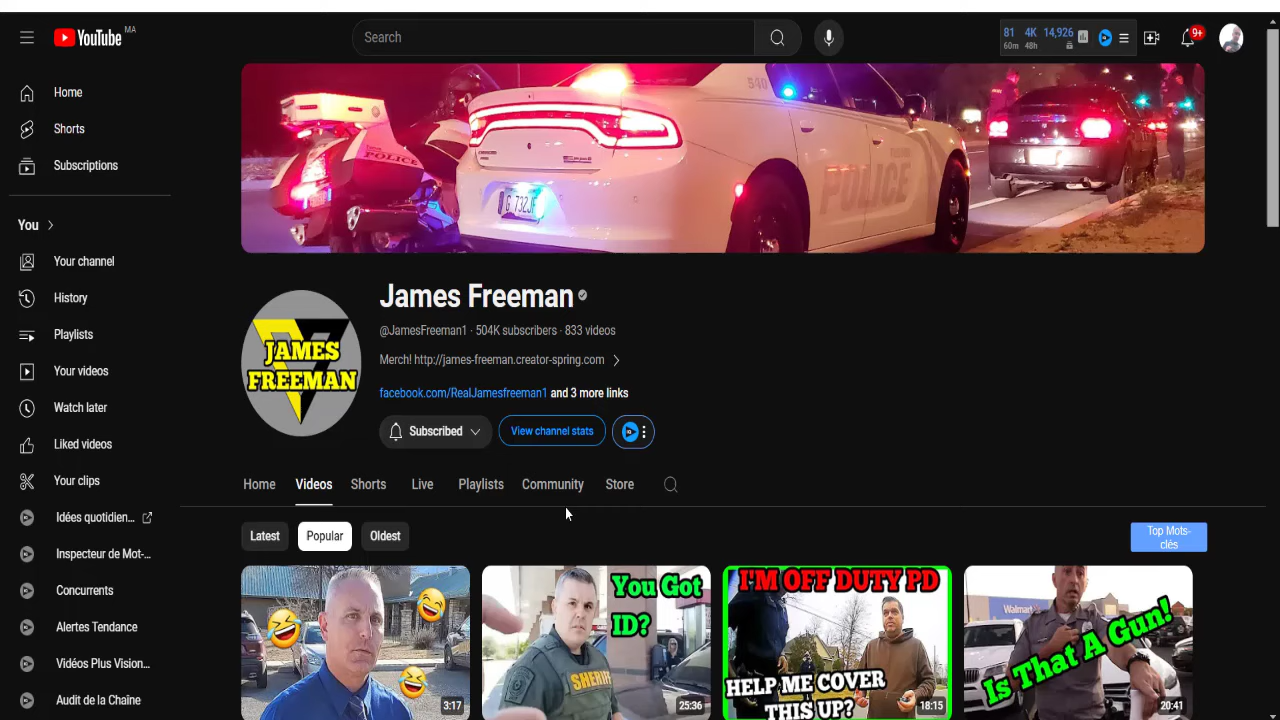 YouTube MA
Search
81 4K 14,926
60m 48h
9+
Home
Shorts
Subscriptions
You
Your channel
History
Playlists
Your videos
Watch later
Liked videos
Your clips
Idées quotidien...
Inspecteur de Mot-...
Concurrents
Alertes Tendance
Vidéos Plus Vision...
Audit de la Chaîne
540
POLICE
POLICE
JAMES
FREEMAN
James Freeman
@JamesFreeman1 · 504K subscribers · 833 videos
Merch! http://james-freeman.creator-spring.com
facebook.com/RealJamesfreeman1 and 3 more links
Subscribed
View channel stats
Home Videos Shorts Live Playlists Community Store
Latest Popular Oldest
Top Mots-
clés
3:17
You Got
ID?
SHERIFF
25:36
I'M OFF DUTY PD
HELP ME COVER
THIS UP?
18:15
Walmart
Is That A Gun!
20:41